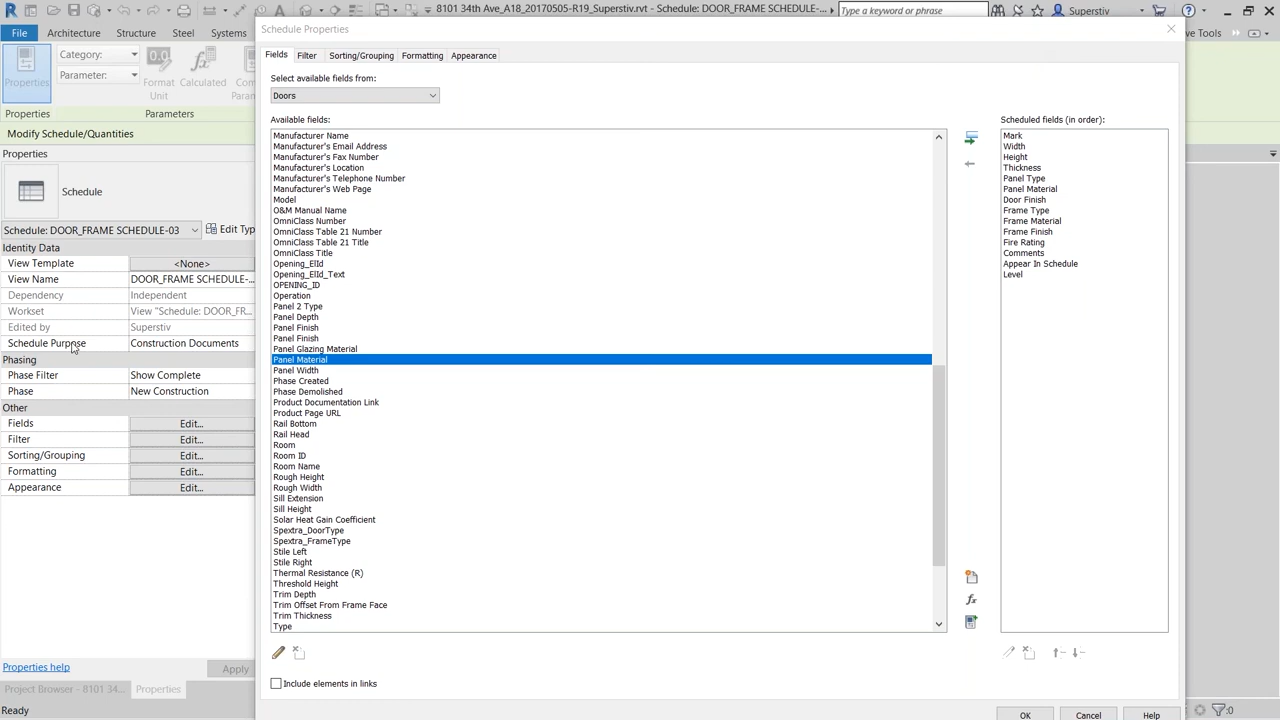 8101 34th Ave_A18_20170505-R19_Superstiv.rvt - Schedule: DOOR_FRAME SCHEDULE-...
Type a keyword or phrase
Superstiv
File Architecture Structure Steel Systems
ve Tools
Category:
Parameter:
Properties
Format
Unit
Calculated
Properties
Parameters
Modify Schedule/Quantities
Properties
Schedule
Schedule: DOOR_FRAME SCHEDULE-03
Edit Typ
Identity Data
View Template <None>
View Name DOOR_FRAME SCHEDULE-...
Dependency Independent
Workset View "Schedule: DOOR_FR...
Edited by Superstiv
Schedule Purpose Construction Documents
Phasing
Phase Filter Show Complete
Phase New Construction
Other
Fields Edit...
Filter Edit...
Sorting/Grouping Edit...
Formatting Edit...
Appearance Edit...
Properties help
Apply
Project Browser - 8101 34...
Properties
Ready
Schedule Properties
Fields Filter Sorting/Grouping Formatting Appearance
Select available fields from:
Doors
Available fields:
Manufacturer Name
Manufacturer's Email Address
Manufacturer's Fax Number
Manufacturer's Location
Manufacturer's Telephone Number
Manufacturer's Web Page
Model
O&M Manual Name
OmniClass Number
OmniClass Table 21 Number
OmniClass Table 21 Title
OmniClass Title
Opening_ElId
Opening_ElId_Text
OPENING_ID
Operation
Panel 2 Type
Panel Depth
Panel Finish
Panel Finish
Panel Glazing Material
Panel Material
Panel Width
Phase Created
Phase Demolished
Product Documentation Link
Product Page URL
Rail Bottom
Rail Head
Room
Room ID
Room Name
Rough Height
Rough Width
Sill Extension
Sill Height
Solar Heat Gain Coefficient
Spextra_DoorType
Spextra_FrameType
Stile Left
Stile Right
Thermal Resistance (R)
Threshold Height
Trim Depth
Trim Offset From Frame Face
Trim Thickness
Type
Include elements in links
Scheduled fields (in order):
Mark
Width
Height
Thickness
Panel Type
Panel Material
Door Finish
Frame Type
Frame Material
Frame Finish
Fire Rating
Comments
Appear In Schedule
Level
OK
Cancel
Help
:0